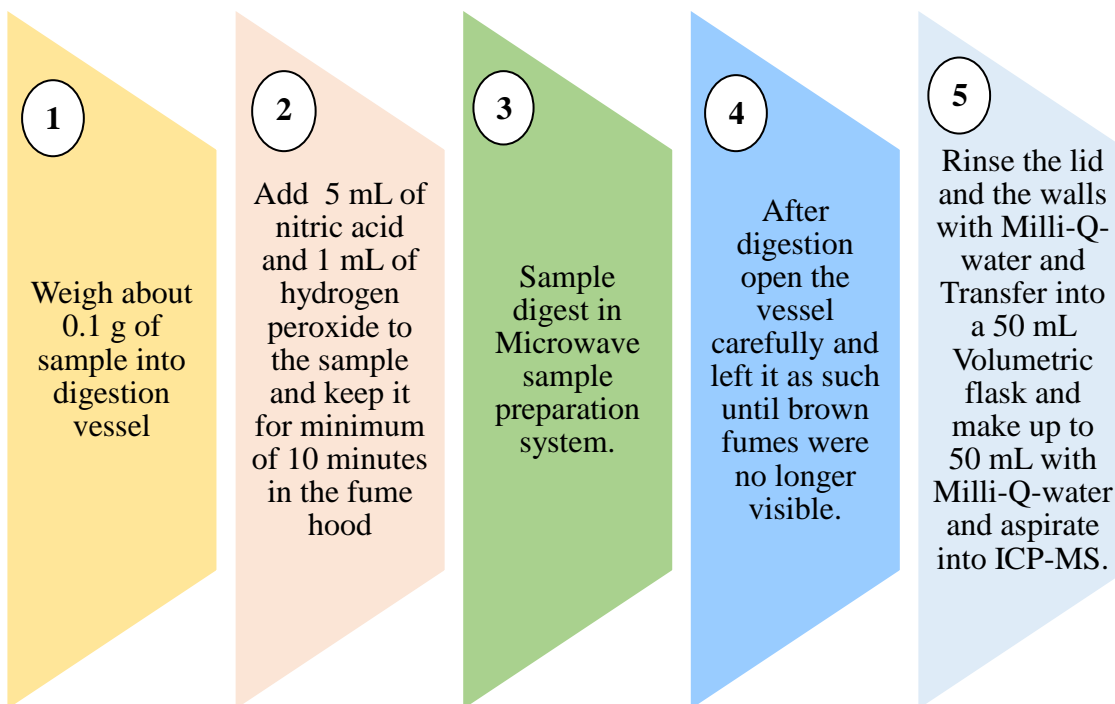 1
Weigh about
0.1 g of
sample into
digestion
vessel
2
Add 5 mL of
nitric acid
and 1 mL of
hydrogen
peroxide to
the sample
and keep it
for minimum
of 10 minutes
in the fume
hood
3
Sample
digest in
Microwave
sample
preparation
system.
4
After
digestion
open the
vessel
carefully and
left it as such
until brown
fumes were
no longer
visible.
5
Rinse the lid
and the walls
with Milli-Q-
water and
Transfer into
a 50 mL
Volumetric
flask and
make up to
50 mL with
Milli-Q-water
and aspirate
into ICP-MS.